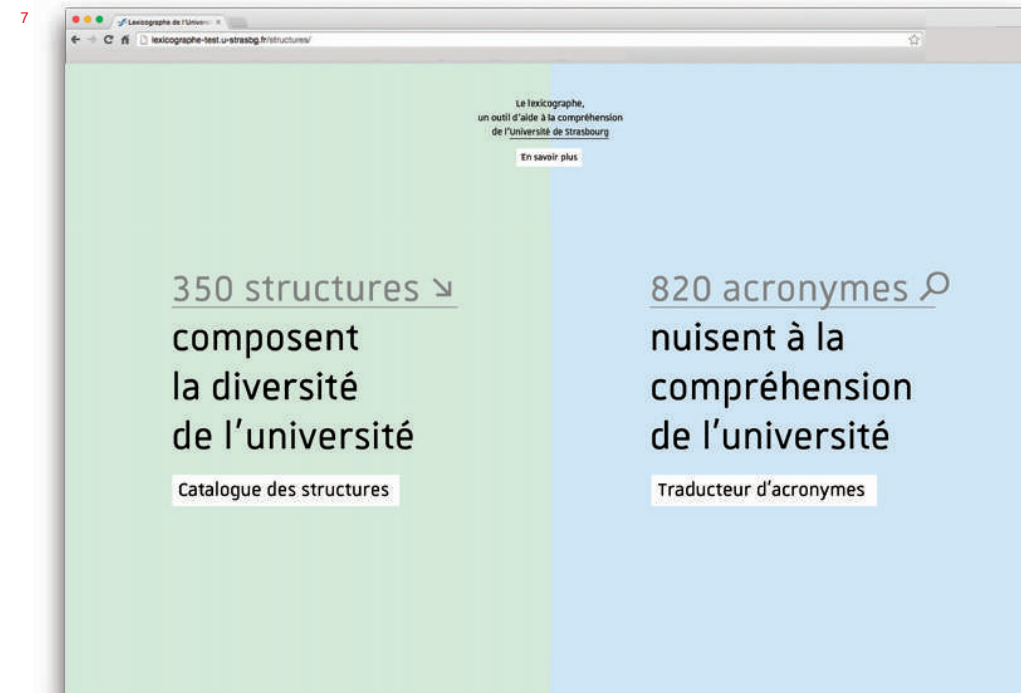 7
Lexicographe de l'Univers
lexicographe-test.u-strasbg.fr/structures/
Le lexicographe,
un outil d'aide à la compréhension
de l'Université de Strasbourg
En savoir plus
350 structures
composent
la diversité
de l'université
Catalogue des structures
820 acronymes
nuisent à la
compréhension
de l'université
Traducteur d'acronymes